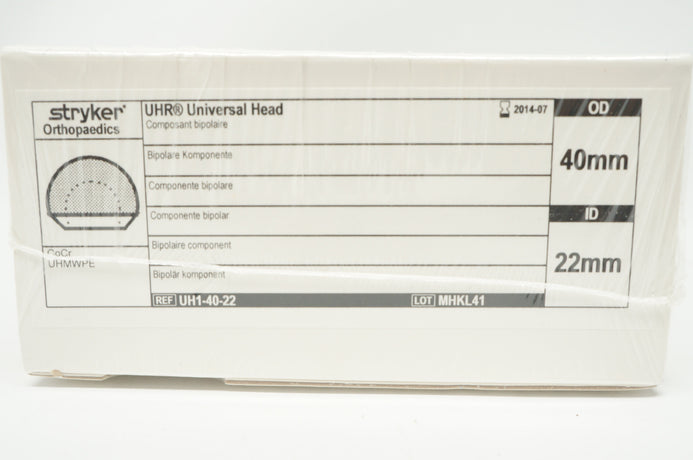 stryker®
Orthopaedics
UHR® Universal Head
2014-07
OD
Composant bipolaire
Bipolare Komponente
40mm
Componente bipolare
Componente bipolar
ID
Bipolaire component
CoCr
UHMWPE
22mm
Bipolär komponent
REF UH1-40-22
LOT MHKL41